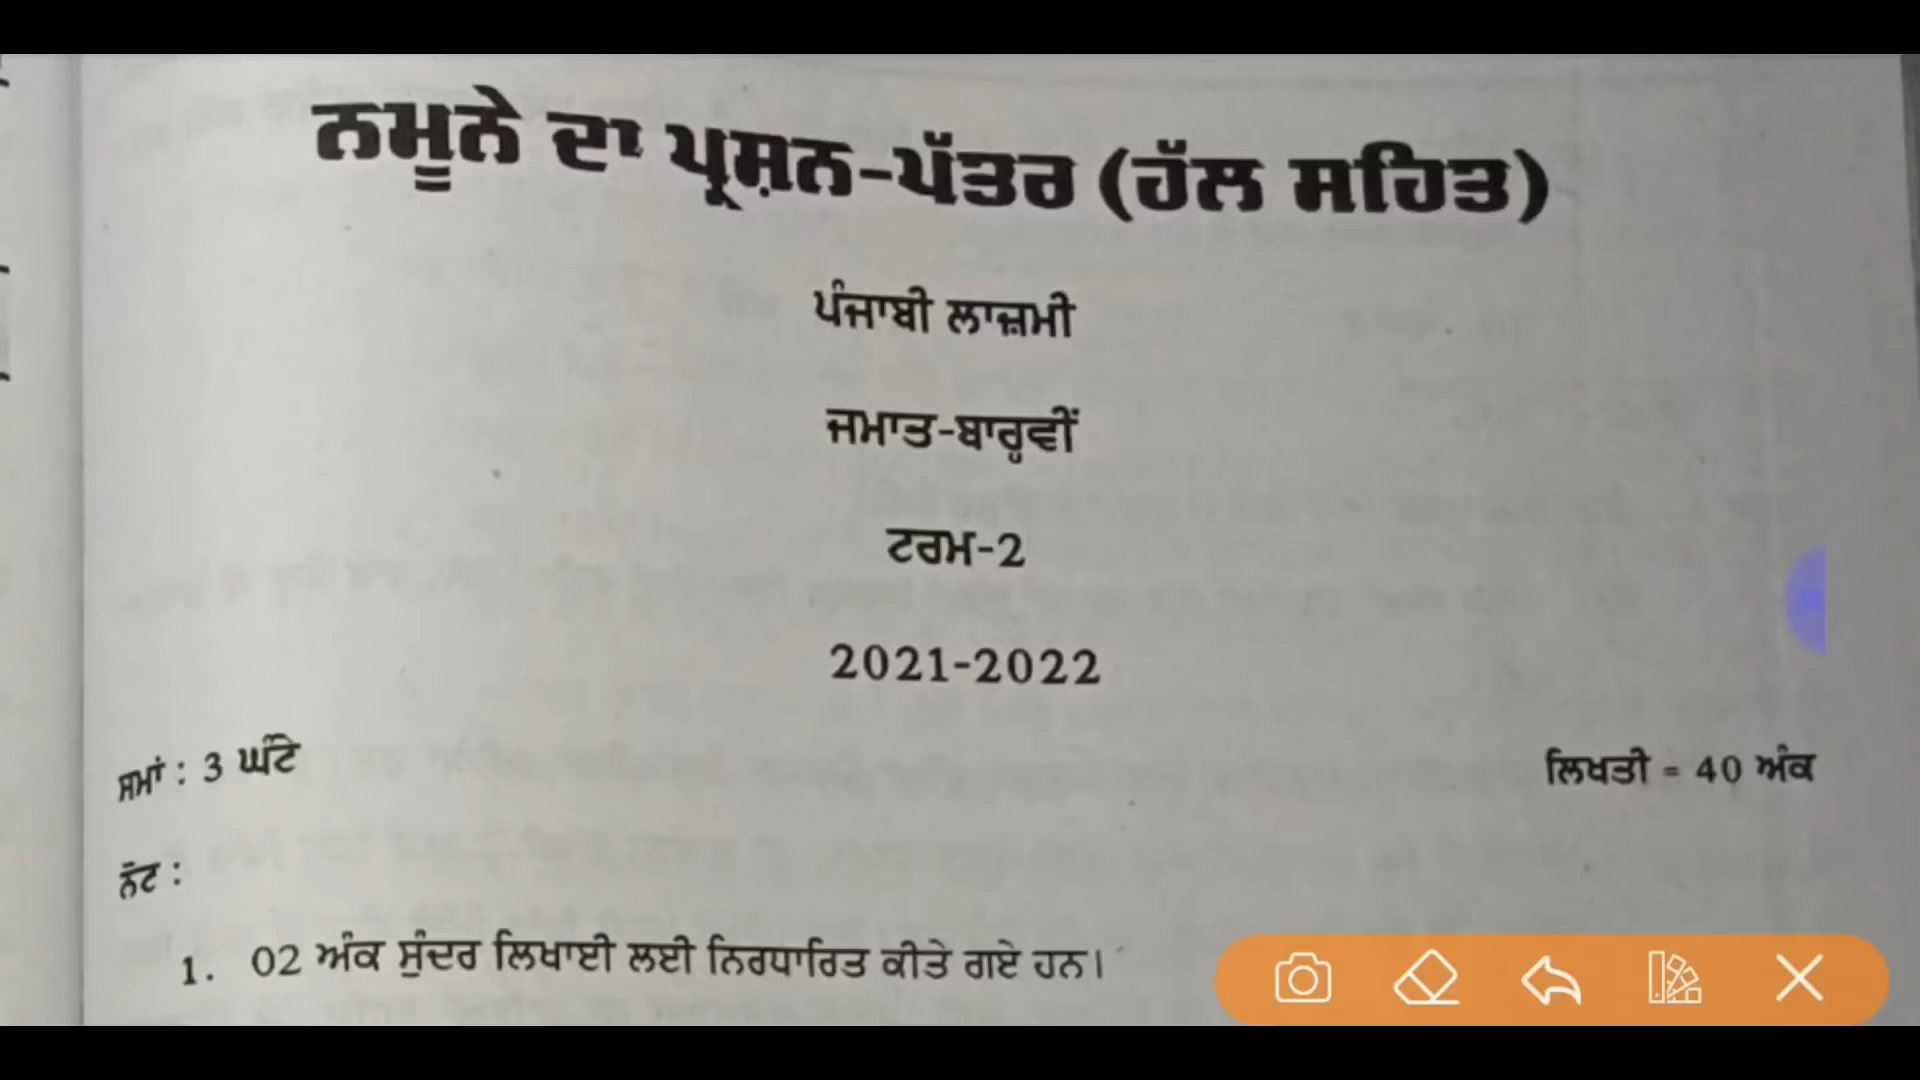 ਨਮੂਨੇ ਦਾ ਪ੍ਰਸ਼ਨ-ਪੱਤਰ (ਹੱਲ ਸਹਿਤ)
ਪੰਜਾਬੀ ਲਾਜ਼ਮੀ
ਜਮਾਤ-ਬਾਰ੍ਹਵੀਂ
ਟਰਮ-2
2021-2022
ਸਮਾਂ : 3 ਘੰਟੇ
ਲਿਖਤੀ = 40 ਅੰਕ
ਨੋਟ :
1. 02 ਅੰਕ ਸੁੰਦਰ ਲਿਖਾਈ ਲਈ ਨਿਰਧਾਰਿਤ ਕੀਤੇ ਗਏ ਹਨ।